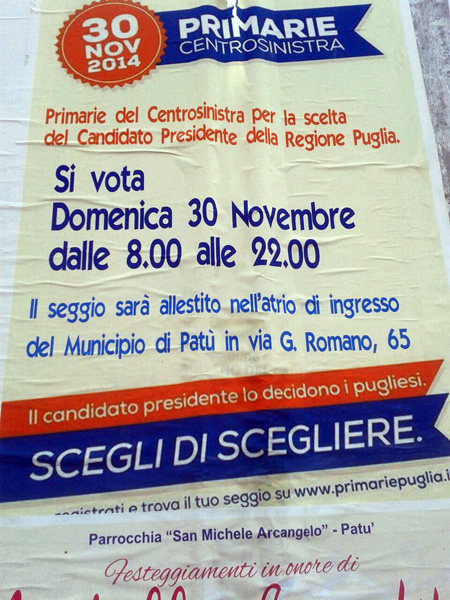 30
NOV
2014
PRIMARIE
CENTROSINISTRA
Primarie del Centrosinistra per la scelta
del Candidato Presidente della Regione Puglia.
Si vota
Domenica 30 Novembre
dalle 8.00 alle 22.00
Il seggio sarà allestito nell'atrio di ingresso
del Municipio di Patù in via G. Romano, 65
Il candidato presidente lo decidono i pugliesi.
SCEGLI DI SCEGLIERE.
registrati e trova il tuo seggio su www.primariepuglia.i
Parrocchia "San Michele Arcangelo" - Patu'
Festeggiamenti in onore di